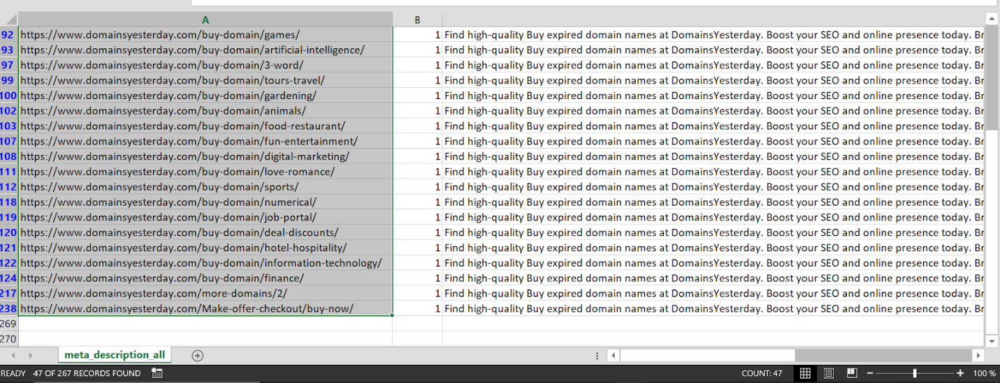 A B
92 https://www.domainsyesterday.com/buy-domain/games/ 1 Find high-quality Buy expired domain names at DomainsYesterday. Boost your SEO and online presence today. Br
93 https://www.domainsyesterday.com/buy-domain/artificial-intelligence/ 1 Find high-quality Buy expired domain names at DomainsYesterday. Boost your SEO and online presence today. Br
97 https://www.domainsyesterday.com/buy-domain/3-word/ 1 Find high-quality Buy expired domain names at DomainsYesterday. Boost your SEO and online presence today. Br
99 https://www.domainsyesterday.com/buy-domain/tours-travel/ 1 Find high-quality Buy expired domain names at DomainsYesterday. Boost your SEO and online presence today. Br
100 https://www.domainsyesterday.com/buy-domain/gardening/ 1 Find high-quality Buy expired domain names at DomainsYesterday. Boost your SEO and online presence today. Br
102 https://www.domainsyesterday.com/buy-domain/animals/ 1 Find high-quality Buy expired domain names at DomainsYesterday. Boost your SEO and online presence today. Br
103 https://www.domainsyesterday.com/buy-domain/food-restaurant/ 1 Find high-quality Buy expired domain names at DomainsYesterday. Boost your SEO and online presence today. Br
107 https://www.domainsyesterday.com/buy-domain/fun-entertainment/ 1 Find high-quality Buy expired domain names at DomainsYesterday. Boost your SEO and online presence today. Br
108 https://www.domainsyesterday.com/buy-domain/digital-marketing/ 1 Find high-quality Buy expired domain names at DomainsYesterday. Boost your SEO and online presence today. Br
111 https://www.domainsyesterday.com/buy-domain/love-romance/ 1 Find high-quality Buy expired domain names at DomainsYesterday. Boost your SEO and online presence today. Br
112 https://www.domainsyesterday.com/buy-domain/sports/ 1 Find high-quality Buy expired domain names at DomainsYesterday. Boost your SEO and online presence today. Br
118 https://www.domainsyesterday.com/buy-domain/numerical/ 1 Find high-quality Buy expired domain names at DomainsYesterday. Boost your SEO and online presence today. Br
119 https://www.domainsyesterday.com/buy-domain/job-portal/ 1 Find high-quality Buy expired domain names at DomainsYesterday. Boost your SEO and online presence today. Br
120 https://www.domainsyesterday.com/buy-domain/deal-discounts/ 1 Find high-quality Buy expired domain names at DomainsYesterday. Boost your SEO and online presence today. Br
121 https://www.domainsyesterday.com/buy-domain/hotel-hospitality/ 1 Find high-quality Buy expired domain names at DomainsYesterday. Boost your SEO and online presence today. Br
122 https://www.domainsyesterday.com/buy-domain/information-technology/ 1 Find high-quality Buy expired domain names at DomainsYesterday. Boost your SEO and online presence today. Br
124 https://www.domainsyesterday.com/buy-domain/finance/ 1 Find high-quality Buy expired domain names at DomainsYesterday. Boost your SEO and online presence today. Br
217 https://www.domainsyesterday.com/more-domains/2/ 1 Find high-quality Buy expired domain names at DomainsYesterday. Boost your SEO and online presence today. Br
238 https://www.domainsyesterday.com/Make-offer-checkout/buy-now/ 1 Find high-quality Buy expired domain names at DomainsYesterday. Boost your SEO and online presence today. Br
269
270
meta_description_all
READY 47 OF 267 RECORDS FOUND COUNT: 47 100 %